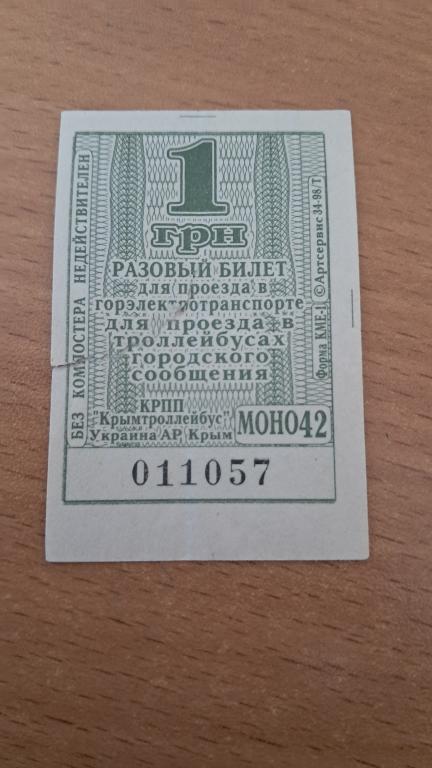 1
грн
РАЗОВЫЙ БИЛЕТ
для проезда в
горэлектротранспорте
для проезда в
троллейбусах
городского
сообщения
КРПП
"Крымтроллейбус"
Украина АР, Крым
МОНО42
011057
БЕЗ КОМПОСТЕРА НЕДЕЙСТВИТЕЛЕН
Форма КМЕ-1 ©Артсервис 34-98/Т